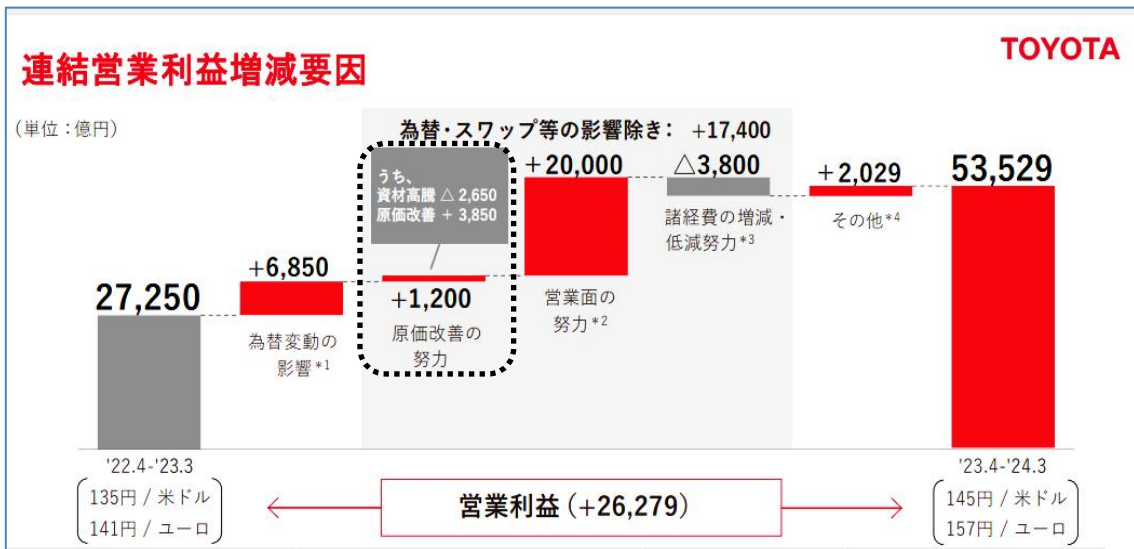 連結営業利益増減要因
TOYOTA
(単位:億円)
為替・スワップ等の影響除き: +17,400
27,250
+6,850
為替変動の
影響*1
うち、
資材高騰 △ 2,650
原価改善 + 3,850
+1,200
原価改善の
努力
+20,000
営業面の
努力*2
△3,800
諸経費の増減・
低減努力*3
+2,029
その他*4
53,529
'22.4-'23.3
135円 / 米ドル
141円 / ユーロ
営業利益 (+26,279)
'23.4-'24.3
145円 / 米ドル
157円 / ユーロ